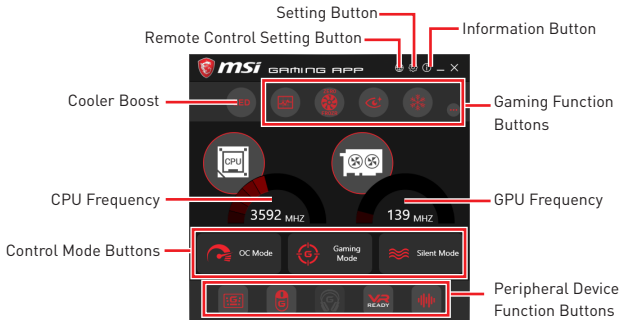 Setting Button
Remote Control Setting Button
Information Button
msi GAMING APP
Cooler Boost
Gaming Function
Buttons
CPU
CPU Frequency
GPU Frequency
3592 MHZ
139 MHZ
Control Mode Buttons
OC Mode
Gaming
Mode
Silent Mode
VR
READY
Peripheral Device
Function Buttons